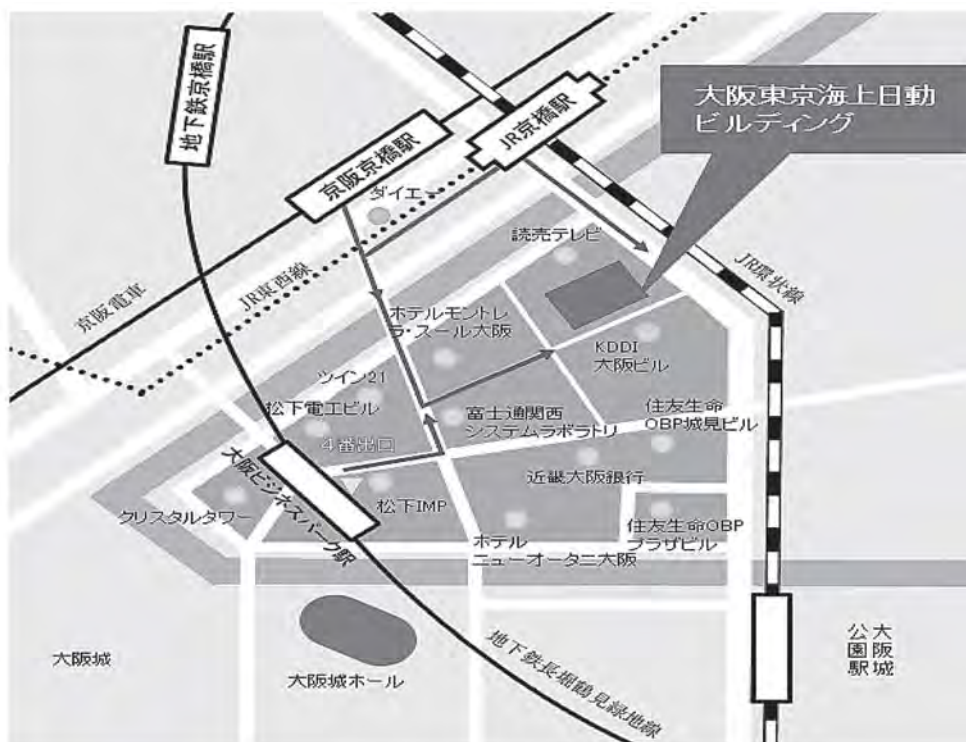 地下鉄京橋駅
京阪京橋駅
JR京橋駅
大阪東京海上日動
ビルディング
ダイエー
読売テレビ
京阪電車
JR東西線
JR環状線
ホテルモントレ
ラ・スール大阪
KDDI
大阪ビル
ツイン21
松下電工ビル
富士通関西
システムラボラトリ
住友生命
OBP城見ビル
4番出口
近畿大阪銀行
クリスタルタワー
大阪ビジネスパーク駅
松下IMP
ホテル
ニューオータニ大阪
住友生命OBP
プラザビル
大阪城
大阪城ホール
地下鉄長堀鶴見緑地線
大阪城
公園駅